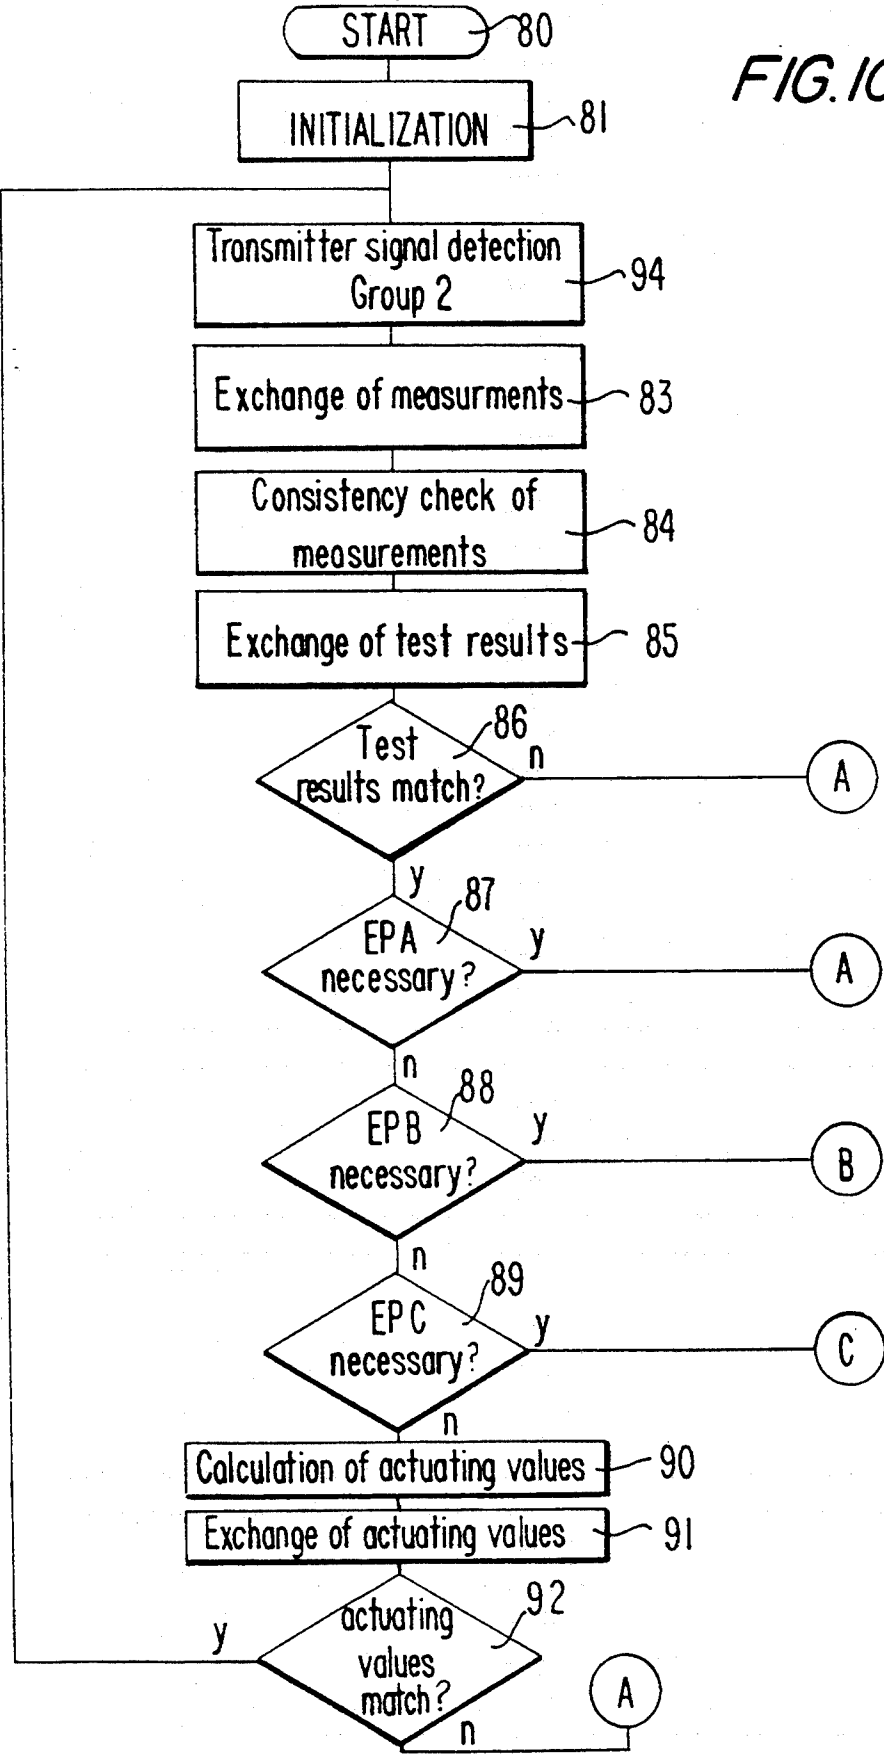 START
80
FIG. 10
INITIALIZATION
81
Transmitter signal detection
Group 2
94
Exchange of measurments
83
Consistency check of
measurements
84
Exchange of test results
85
Test
results match?
86
n
A
y
EPA
necessary?
87
y
A
n
EPB
necessary?
88
y
B
n
EPC
necessary?
89
y
C
n
Calculation of actuating values
90
Exchange of actuating values
91
actuating
values
match?
92
y
n
A